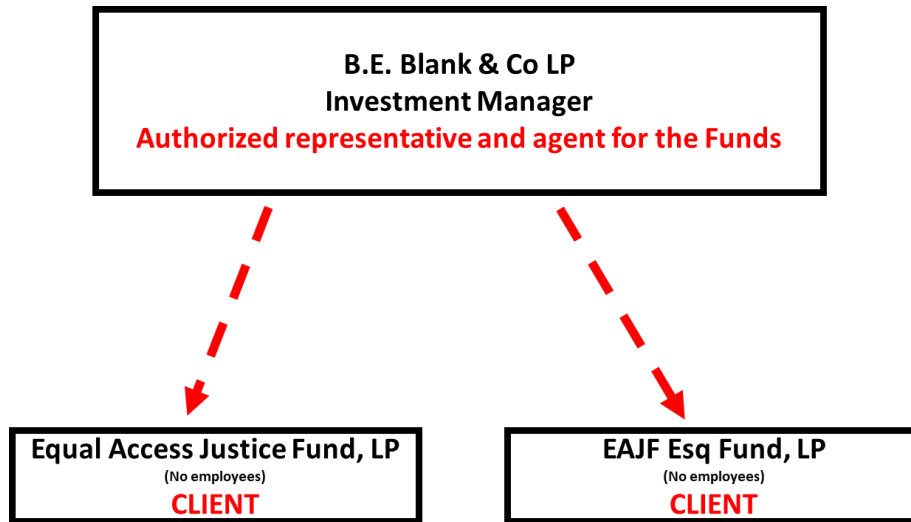 B.E. Blank & Co LP
Investment Manager
Authorized representative and agent for the Funds
Equal Access Justice Fund, LP
(No employees)
CLIENT
EAJF Esq Fund, LP
(No employees)
CLIENT